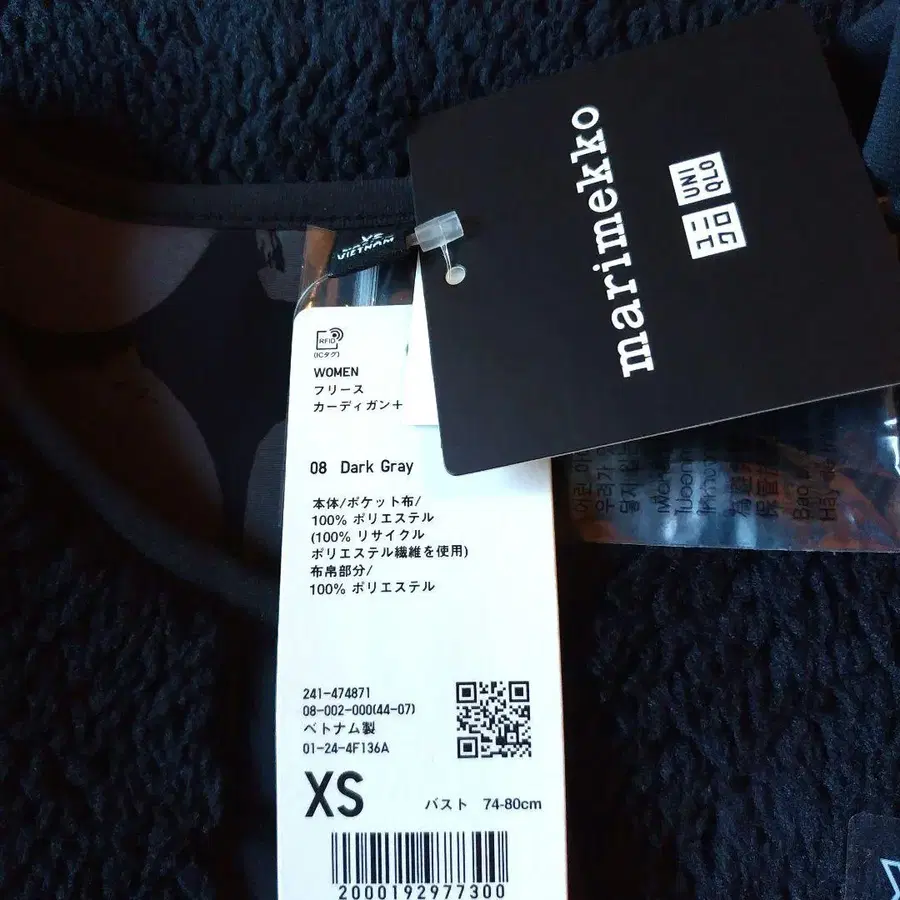 marimekko
UNI
QLO
ユニ
クロ
XS
VIETNAM
RFID
(ICタグ)
WOMEN
フリース
カーディガン+
08 Dark Gray
本体/ポケット布/
100% ポリエステル
(100% リサイクル
ポリエステル繊維を使用)
布帛部分/
100% ポリエステル
241-474871
08-002-000(44-07)
ベトナム製
01-24-4F136A
XS
バスト 74-80cm
2000192977300